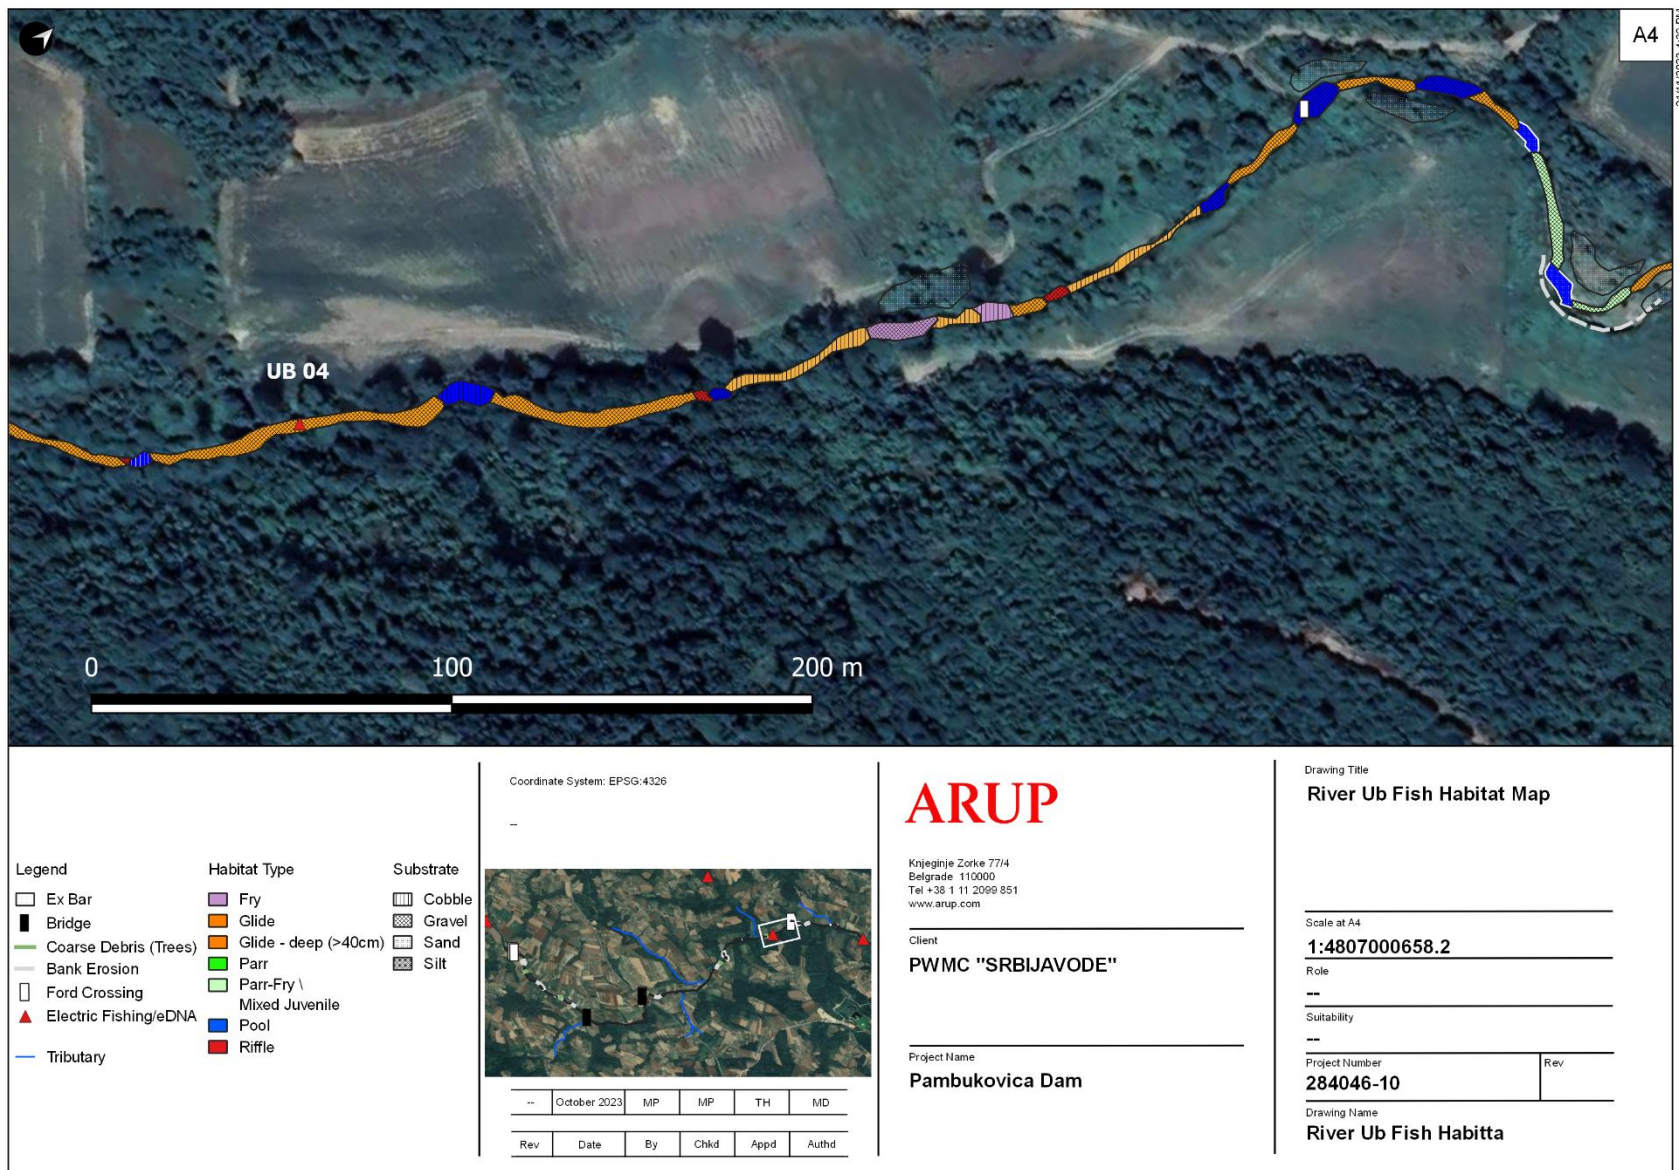 A4
UB 04
0 100 200 m
Legend
Ex Bar
Bridge
Coarse Debris (Trees)
Bank Erosion
Ford Crossing
Electric Fishing/eDNA
Tributary
Habitat Type
Fry
Glide
Glide - deep (>40cm)
Parr
Parr-Fry \
Mixed Juvenile
Pool
Riffle
Substrate
Cobble
Gravel
Sand
Silt
Coordinate System: EPSG:4326
--
-- October 2023 MP MP TH MD
Rev Date By Chkd Appd Authd
ARUP
Knjeginje Zorke 77/4
Belgrade 110000
Tel +38 1 11 2099 851
www.arup.com
Client
PWMC "SRBIJAVODE"
Project Name
Pambukovica Dam
Drawing Title
River Ub Fish Habitat Map
Scale at A4
1:4807000658.2
Role
--
Suitability
--
Project Number Rev
284046-10
Drawing Name
River Ub Fish Habitta